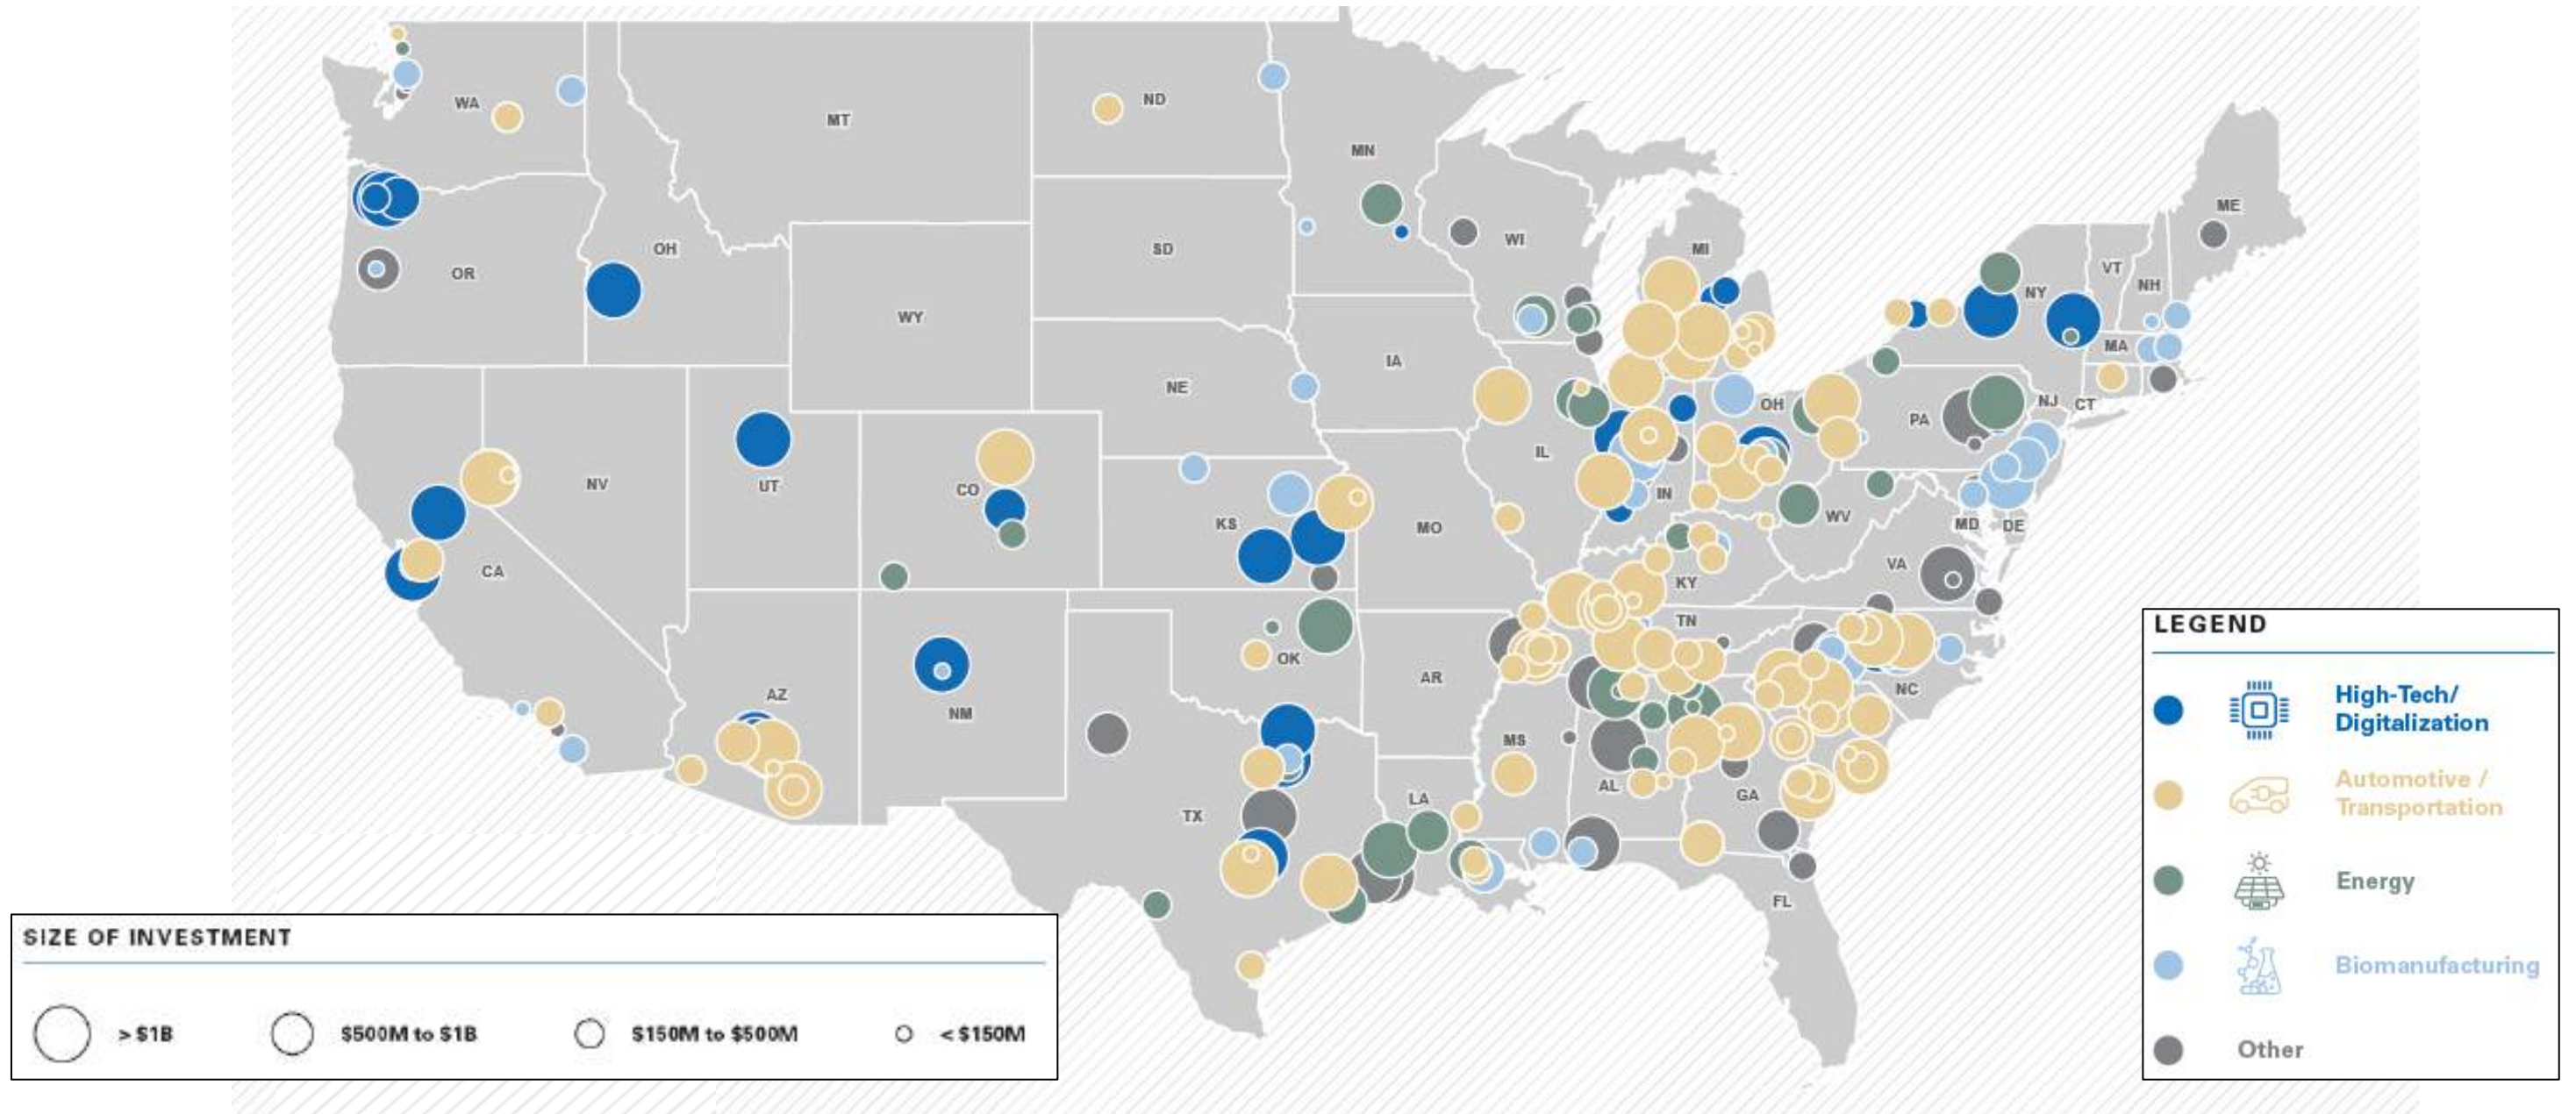 WA
MT
ND
MN
ME
OH
OR
SD
WI
MI
VT
NH
NY
WY
IA
MA
NE
OH
PA
NJ
CT
IL
CO
UT
NV
IN
KS
MO
WV
MD
DE
CA
VA
KY
TN
OK
AR
NC
AZ
NM
MS
AL
GA
LA
TX
FL
LEGEND
High-Tech/
Digitalization
Automotive /
Transportation
Energy
Biomanufacturing
Other
SIZE OF INVESTMENT
> $1B
$500M to $1B
$150M to $500M
< $150M